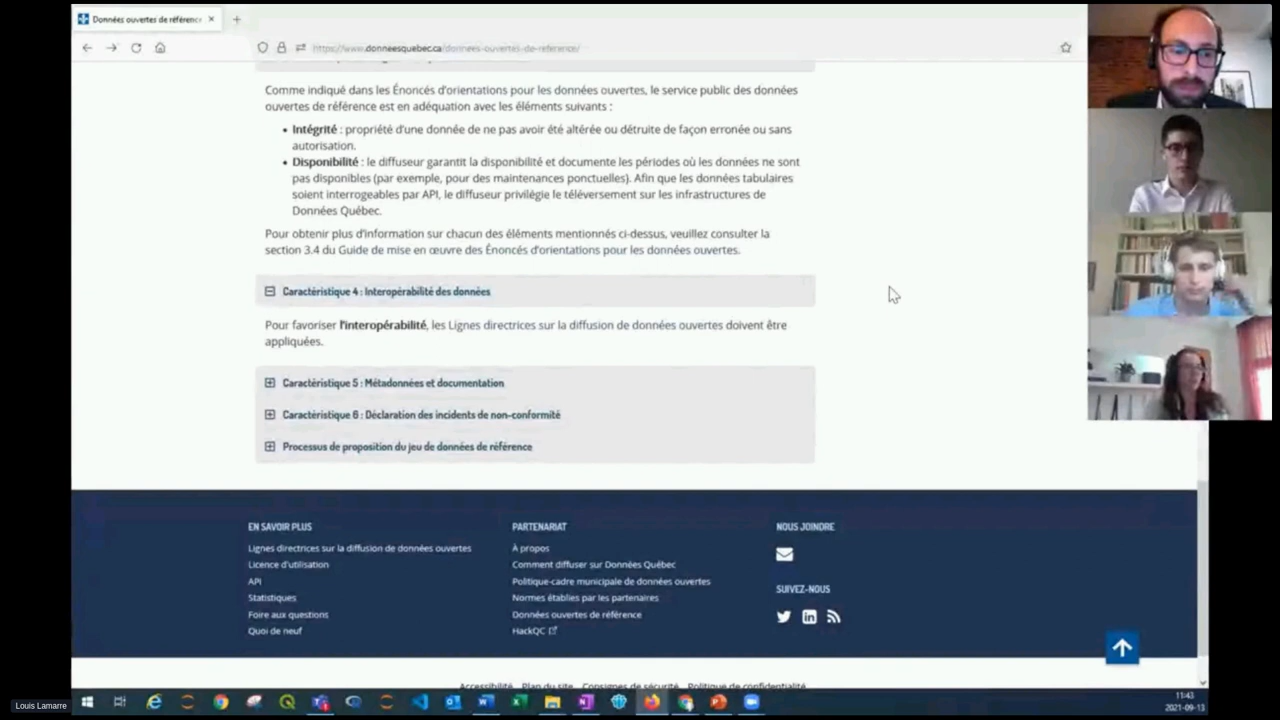 Données ouvertes de référence
https://www.donneesquebec.ca/donnees-ouvertes-de-reference/
Comme indiqué dans les Énoncés d'orientations pour les données ouvertes, le service public des données
ouvertes de référence est en adéquation avec les éléments suivants :
Intégrité : propriété d'une donnée de ne pas avoir été altérée ou détruite de façon erronée ou sans
autorisation.
Disponibilité : le diffuseur garantit la disponibilité et documente les périodes où les données ne sont
pas disponibles (par exemple, pour des maintenances ponctuelles). Afin que les données tabulaires
soient interrogeables par API, le diffuseur privilégie le téléversement sur les infrastructures de
Données Québec.
Pour obtenir plus d'information sur chacun des éléments mentionnés ci-dessus, veuillez consulter la
section 3.4 du Guide de mise en œuvre des Énoncés d'orientations pour les données ouvertes.
Caractéristique 4 : Interopérabilité des données
Pour favoriser l'interopérabilité, les Lignes directrices sur la diffusion de données ouvertes doivent être
appliquées.
Caractéristique 5 : Métadonnées et documentation
Caractéristique 6 : Déclaration des incidents de non-conformité
Processus de proposition du jeu de données de référence
EN SAVOIR PLUS
Lignes directrices sur la diffusion de données ouvertes
Licence d'utilisation
API
Statistiques
Foire aux questions
Quoi de neuf
PARTENARIAT
À propos
Comment diffuser sur Données Québec
Politique-cadre municipale de données ouvertes
Normes établies par les partenaires
Données ouvertes de référence
HackQC
NOUS JOINDRE
SUIVEZ-NOUS
Accessibilité Plan du site Consignes de sécurité Politique de confidentialité
11:43
2021-09-13
Louis Lamarre